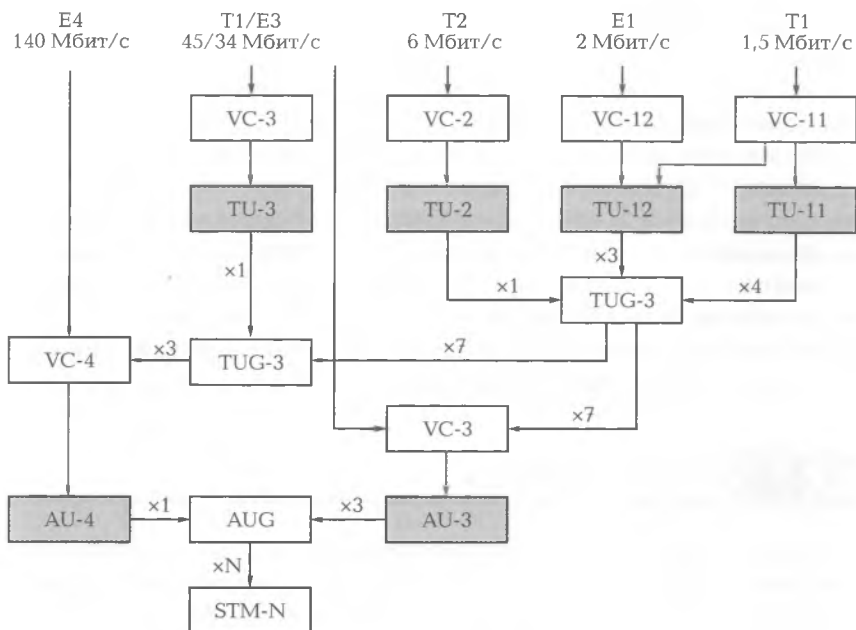 E4 T1/E3 T2 E1 T1
140 Мбит/с 45/34 Мбит/с 6 Мбит/с 2 Мбит/с 1,5 Мбит/с
VC-3 VC-2 VC-12 VC-11
TU-3 TU-2 TU-12 TU-11
×1 ×3
×1 TUG-3 ×4
VC-4 ×3 TUG-3 ×7
VC-3 ×7
AU-4 ×1 AUG ×3 AU-3
×N
STM-N